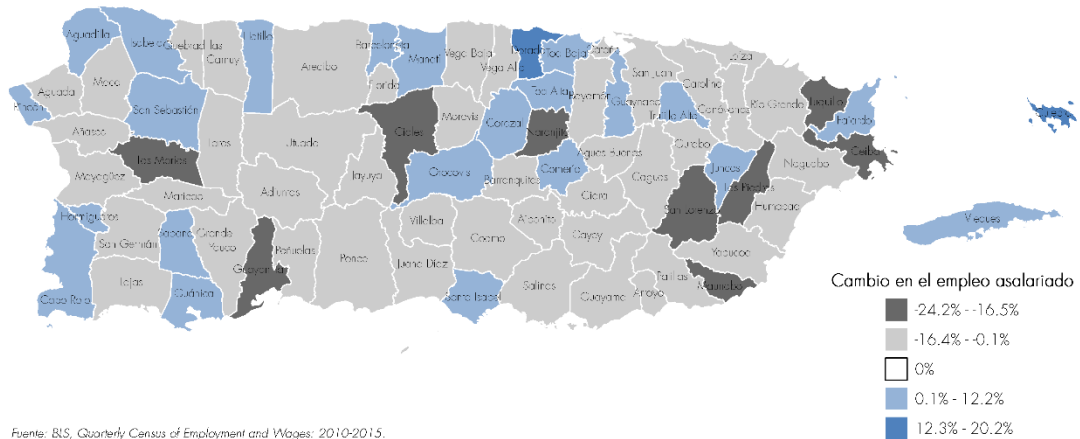 Aguadilla
Isabela
Quebradillas
Camuy
Hatillo
Arecibo
Barceloneta
Manatí
Vega Baja
Vega Alta
Dorado
Toa Baja
Cataño
San Juan
Loiza
Moca
Florida
Carolina
Aguada
Rincón
San Sebastián
Toa Alta
Bayamón
Guaynabo
Trujillo Alto
Canóvanas
Río Grande
Luquillo
Fajardo
Culebra
Añasco
Lares
Utuado
Ciales
Morovis
Corozal
Naranjito
Aguas Buenas
Gurabo
Ceiba
Las Marías
Mayagüez
Maricao
Adjuntas
Jayuya
Orocovis
Barranquitas
Comerío
Cidra
Caguas
Juncos
Las Piedras
Naguabo
San Lorenzo
Humacao
Hormigueros
San Germán
Sabana
Grande
Yauco
Guayanilla
Peñuelas
Ponce
Villalba
Juana Díaz
Coamo
Aibonito
Cayey
Yabucoa
Vieques
Cabo Rojo
Lajas
Guánica
Santa Isabel
Salinas
Guayama
Arroyo
Patillas
Maunabo
Cambio en el empleo asalariado
-24.2% - -16.5%
-16.4% - -0.1%
0%
0.1% - 12.2%
12.3% - 20.2%
Fuente: BLS, Quarterly Census of Employment and Wages: 2010-2015.